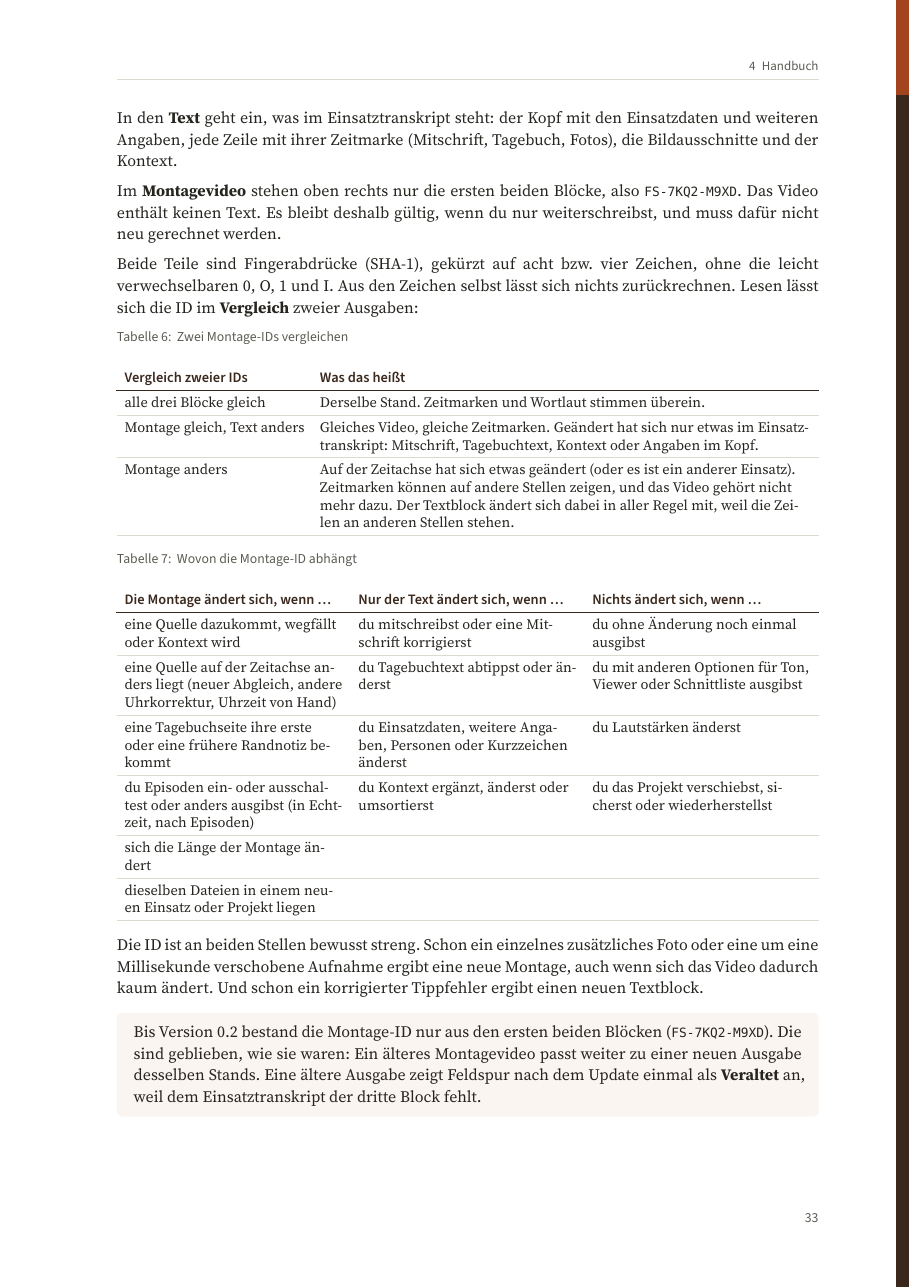 4 Handbuch
In den Text geht ein, was im Einsatztranskript steht: der Kopf mit den Einsatzdaten und weiteren
Angaben, jede Zeile mit ihrer Zeitmarke (Mitschrift, Tagebuch, Fotos), die Bildausschnitte und der
Kontext.
Im Montagevideo stehen oben rechts nur die ersten beiden Blöcke, also FS-7KQ2-M9XD. Das Video
enthält keinen Text. Es bleibt deshalb gültig, wenn du nur weiterschreibst, und muss dafür nicht
neu gerechnet werden.
Beide Teile sind Fingerabdrücke (SHA-1), gekürzt auf acht bzw. vier Zeichen, ohne die leicht
verwechselbaren 0, O, 1 und I. Aus den Zeichen selbst lässt sich nichts zurückrechnen. Lesen lässt
sich die ID im Vergleich zweier Ausgaben:
Tabelle 6: Zwei Montage-IDs vergleichen
Vergleich zweier IDs Was das heißt
alle drei Blöcke gleich Derselbe Stand. Zeitmarken und Wortlaut stimmen überein.
Montage gleich, Text anders Gleiches Video, gleiche Zeitmarken. Geändert hat sich nur etwas im Einsatz-
transkript: Mitschrift, Tagebuchtext, Kontext oder Angaben im Kopf.
Montage anders Auf der Zeitachse hat sich etwas geändert (oder es ist ein anderer Einsatz).
Zeitmarken können auf andere Stellen zeigen, und das Video gehört nicht
mehr dazu. Der Textblock ändert sich dabei in aller Regel mit, weil die Zei-
len an anderen Stellen stehen.
Tabelle 7: Wovon die Montage-ID abhängt
Die Montage ändert sich, wenn … Nur der Text ändert sich, wenn … Nichts ändert sich, wenn …
eine Quelle dazukommt, wegfällt du mitschreibst oder eine Mit- du ohne Änderung noch einmal
oder Kontext wird schrift korrigierst ausgibst
eine Quelle auf der Zeitachse an- du Tagebuchtext abtippst oder än- du mit anderen Optionen für Ton,
ders liegt (neuer Abgleich, andere derst Viewer oder Schnittliste ausgibst
Uhrkorrektur, Uhrzeit von Hand)
eine Tagebuchseite ihre erste du Einsatzdaten, weitere Anga- du Lautstärken änderst
oder eine frühere Randnotiz be- ben, Personen oder Kurzzeichen
kommt änderst
du Episoden ein- oder ausschal- du Kontext ergänzt, änderst oder du das Projekt verschiebst, si-
test oder anders ausgibst (in Echt- umsortierst cherst oder wiederherstellst
zeit, nach Episoden)
sich die Länge der Montage än-
dert
dieselben Dateien in einem neu-
en Einsatz oder Projekt liegen
Die ID ist an beiden Stellen bewusst streng. Schon ein einzelnes zusätzliches Foto oder eine um eine
Millisekunde verschobene Aufnahme ergibt eine neue Montage, auch wenn sich das Video dadurch
kaum ändert. Und schon ein korrigierter Tippfehler ergibt einen neuen Textblock.
Bis Version 0.2 bestand die Montage-ID nur aus den ersten beiden Blöcken (FS-7KQ2-M9XD). Die
sind geblieben, wie sie waren: Ein älteres Montagevideo passt weiter zu einer neuen Ausgabe
desselben Stands. Eine ältere Ausgabe zeigt Feldspur nach dem Update einmal als Veraltet an,
weil dem Einsatztranskript der dritte Block fehlt.
33